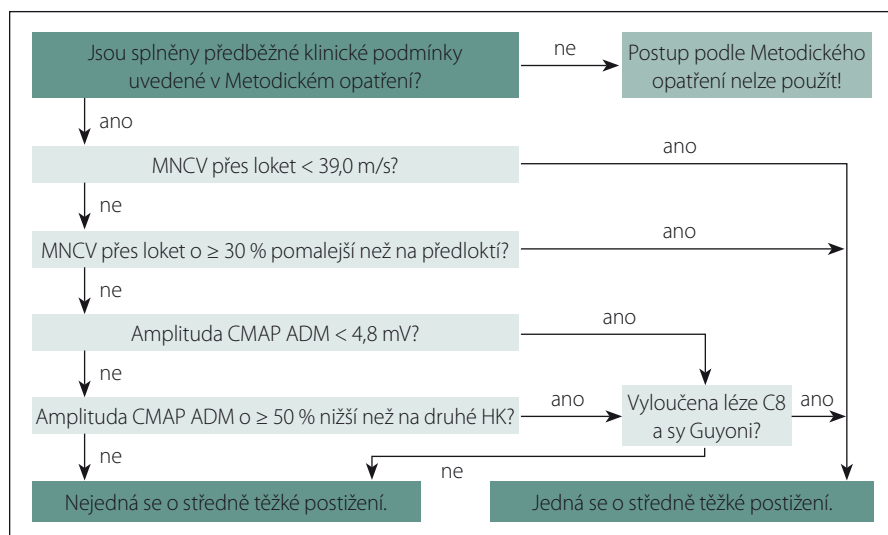 Jsou splněny předběžné klinické podmínky
uvedené v Metodickém opatření?
ne
Postup podle Metodického
opatření nelze použít!
ano
MNCV přes loket < 39,0 m/s?
ano
ne
MNCV přes loket o ≥ 30 % pomalejší než na předloktí?
ano
ne
Amplituda CMAP ADM < 4,8 mV?
ano
ne
Amplituda CMAP ADM o ≥ 50 % nižší než na druhé HK?
ano
Vyloučena léze C8
a sy Guyoni?
ano
ne
ne
Nejedná se o středně těžké postižení.
Jedná se o středně těžké postižení.